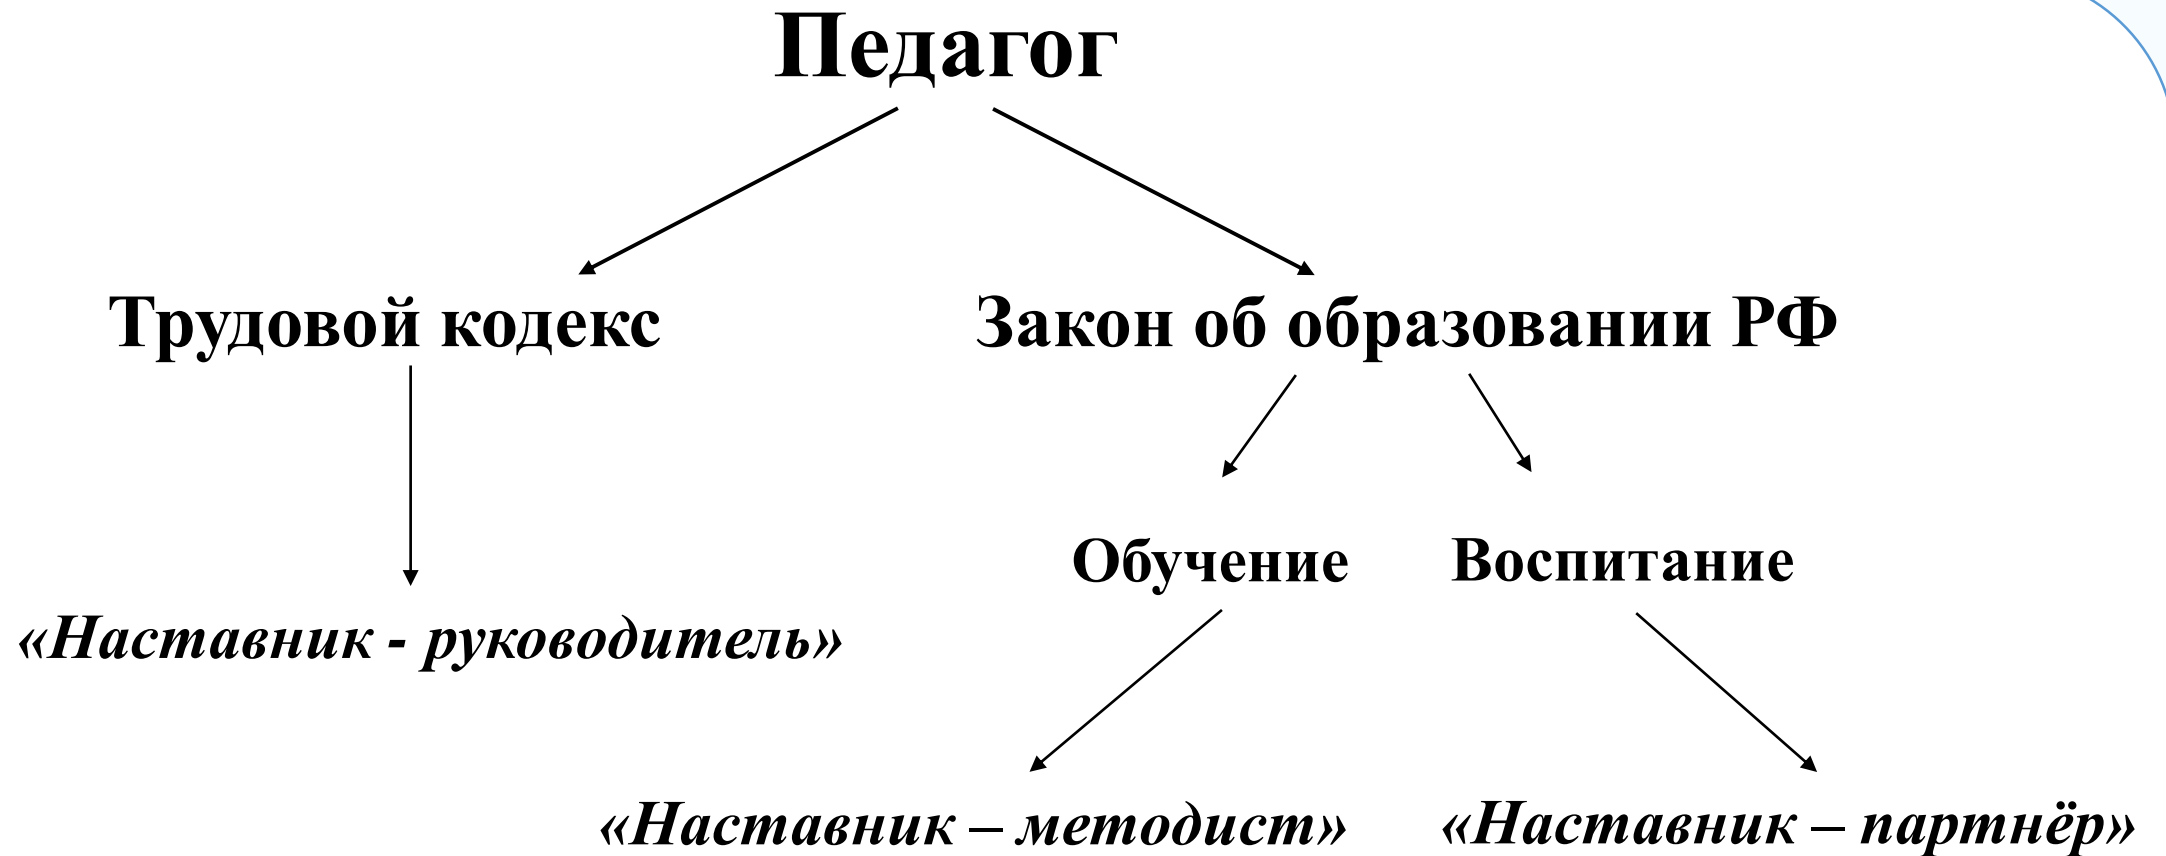 Педагог
Трудовой кодекс
Закон об образовании РФ
Обучение
Воспитание
«Наставник - руководитель»
«Наставник – методист»
«Наставник – партнёр»